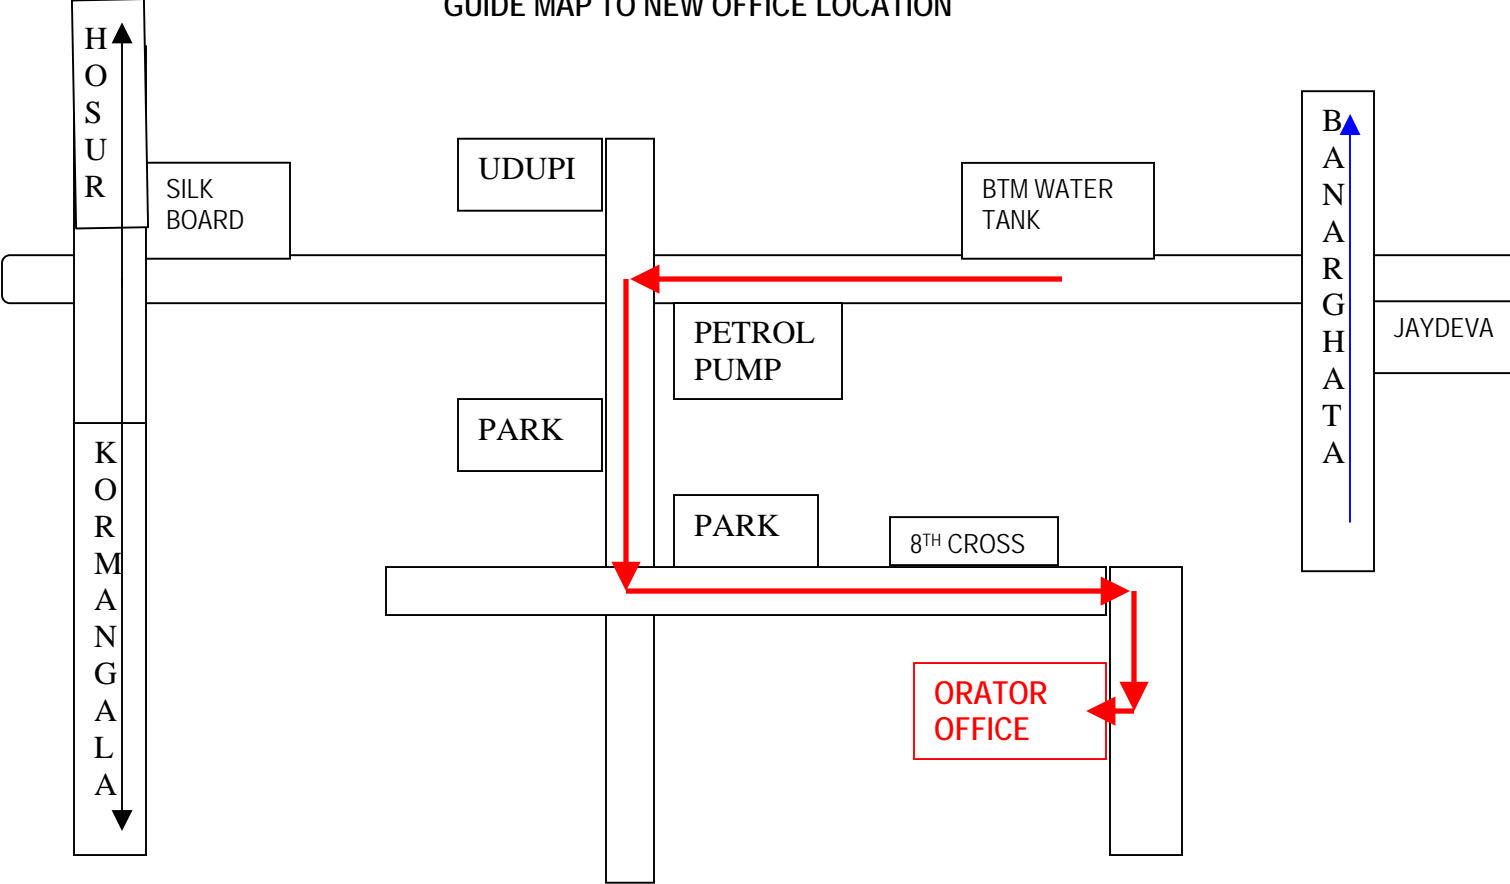 GUIDE MAP TO NEW OFFICE LOCATION
HOSUR
SILK
BOARD
UDUPI
BTM WATER
TANK
BANARGHATA
JAYDEVA
PETROL
PUMP
PARK
KORMANGALA
PARK
8TH CROSS
ORATOR
OFFICE